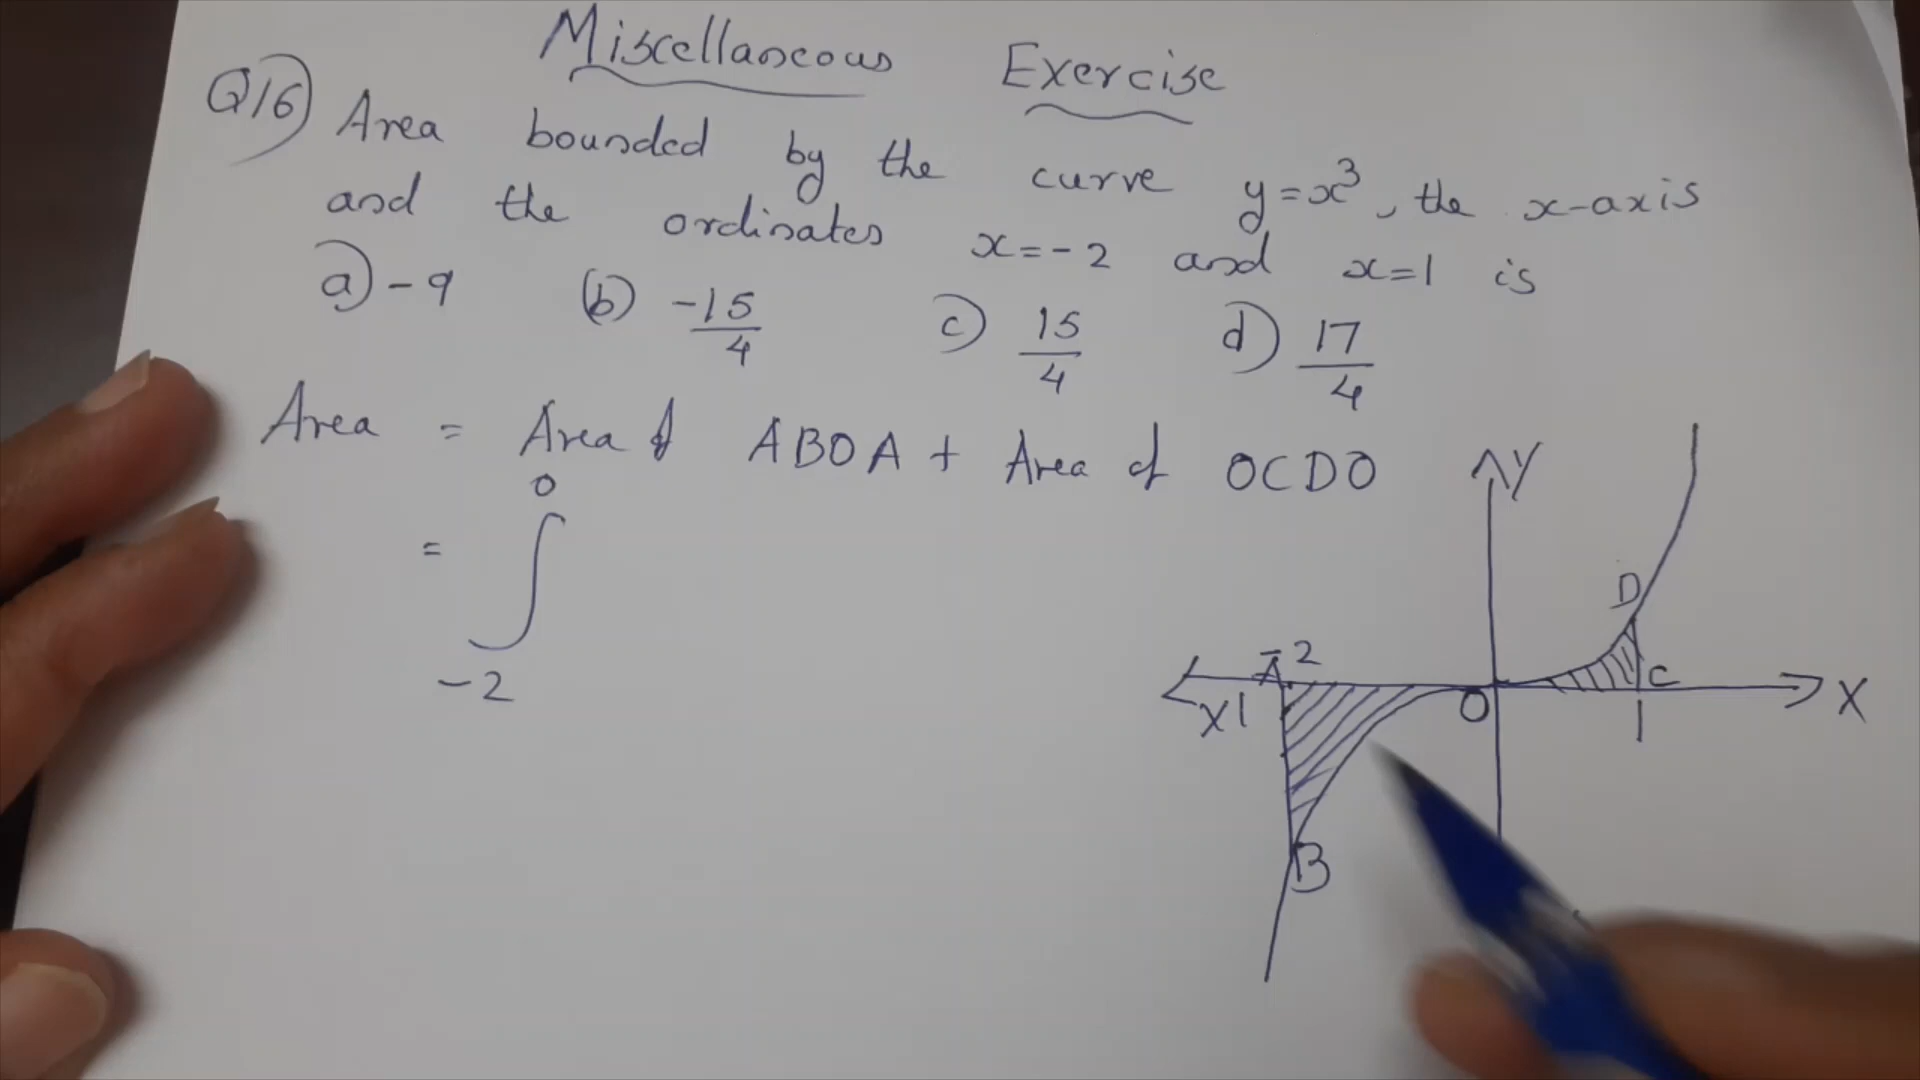 Miscellaneous Exercise
Q16) Area bounded by the curve y=x³, the x-axis
and the ordinates x=-2 and x=1 is
a) -9 (b) -15/4 c) 15/4 d) 17/4
Area = Area of ABOA + Area of OCDO
= ∫ 0 -2
Y
D
A -2
C
X1
O
1
X
B